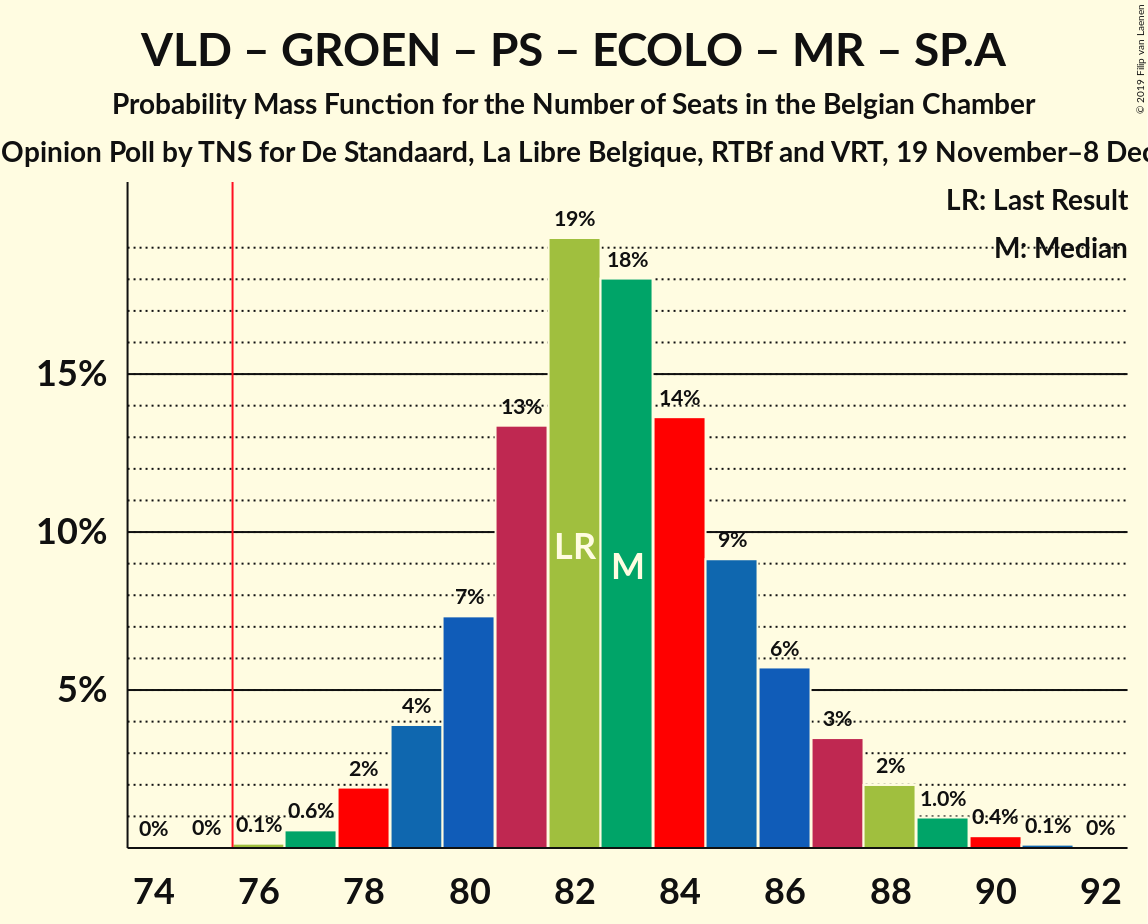 VLD – GROEN – PS – ECOLO – MR – SP.A
Probability Mass Function for the Number of Seats in the Belgian Chamber
Opinion Poll by TNS for De Standaard, La Libre Belgique, RTBf and VRT, 19 November–8 Dec
© 2019 Filip van Laenen
LR: Last Result
M: Median
19%
18%
15%
14%
13%
10%
LR
9%
M
7%
6%
5%
4%
3%
2%
2%
1.0%
0.6%
0.4%
0.1%
0.1%
0%
0%
0%
74 76 78 80 82 84 86 88 90 92